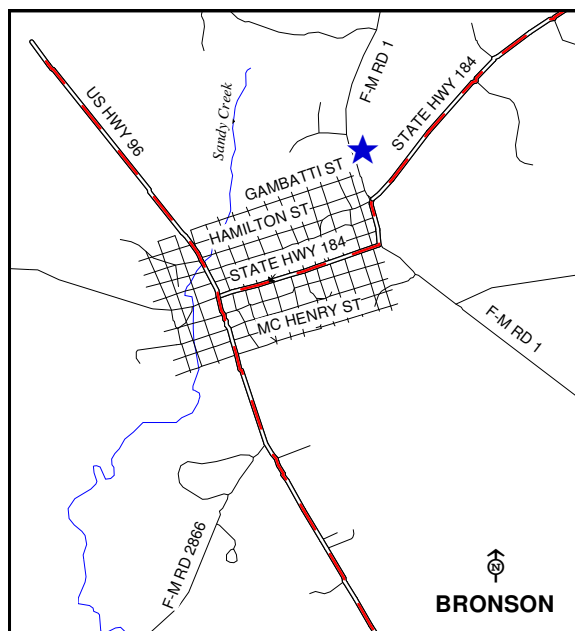 F-M RD 1
STATE HWY 184
US HWY 96
Sandy Creek
GAMBATTI ST
HAMILTON ST
STATE HWY 184
MC HENRY ST
F-M RD 1
F-M RD 2866
N
BRONSON